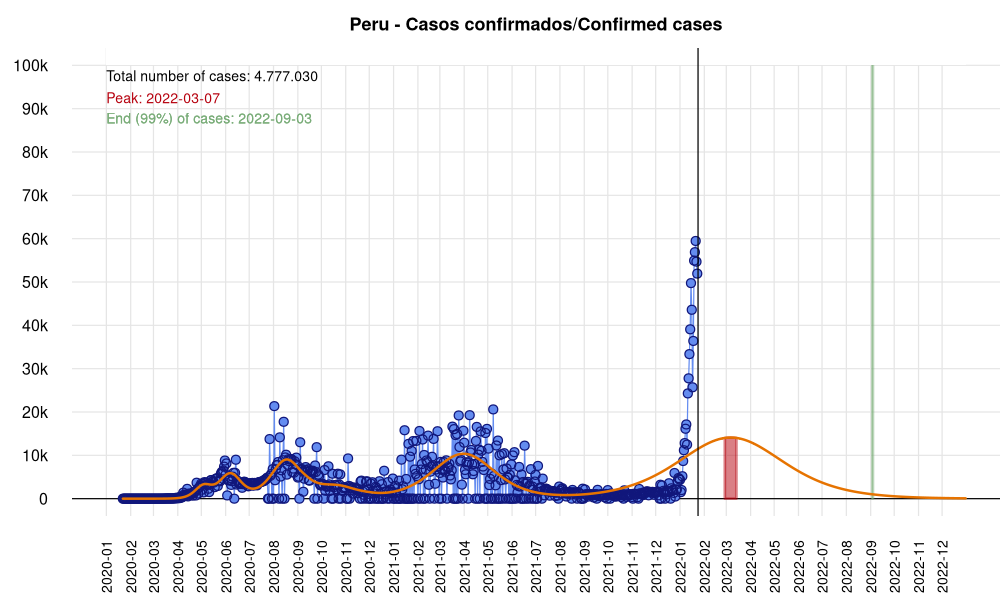 Peru - Casos confirmados/Confirmed cases
Total number of cases: 4.777.030
Peak: 2022-03-07
End (99%) of cases: 2022-09-03
100k
90k
80k
70k
60k
50k
40k
30k
20k
10k
0
2020-01
2020-02
2020-03
2020-04
2020-05
2020-06
2020-07
2020-08
2020-09
2020-10
2020-11
2020-12
2021-01
2021-02
2021-03
2021-04
2021-05
2021-06
2021-07
2021-08
2021-09
2021-10
2021-11
2021-12
2022-01
2022-02
2022-03
2022-04
2022-05
2022-06
2022-07
2022-08
2022-09
2022-10
2022-11
2022-12